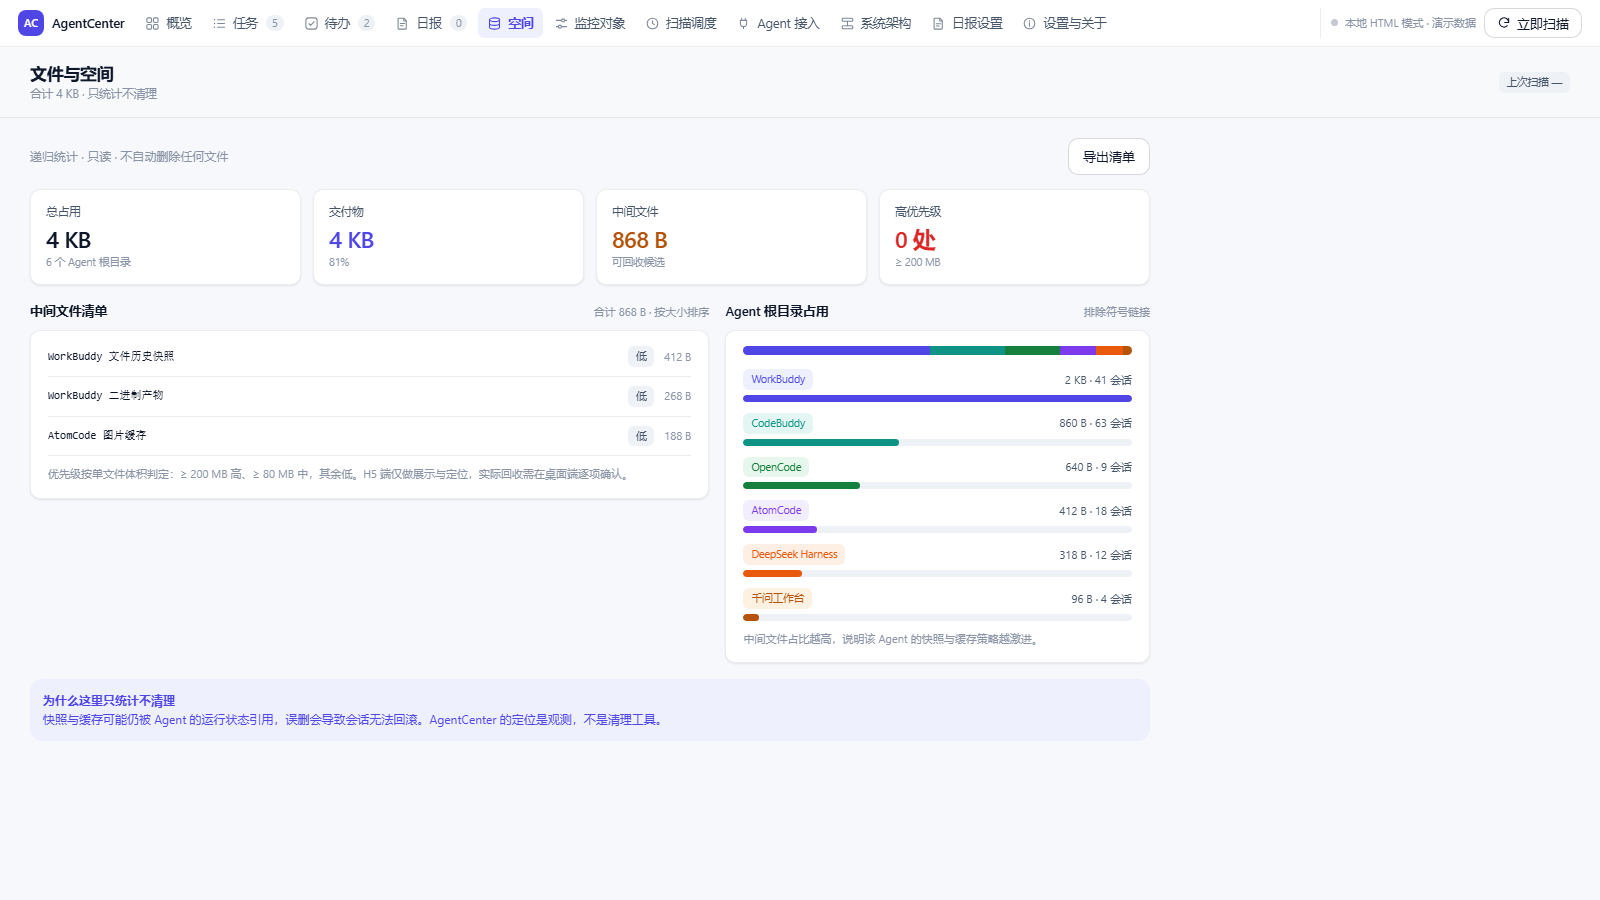 AC AgentCenter 概览 任务 5 待办 2 日报 0 空间 监控对象 扫描调度 Agent 接入 系统架构 日报设置 设置与关于 本地 HTML 模式 · 演示数据 立即扫描
文件与空间
合计 4 KB · 只统计不清理
上次扫描 —
递归统计 · 只读 · 不自动删除任何文件
导出清单
总占用
4 KB
6 个 Agent 根目录
交付物
4 KB
81%
中间文件
868 B
可回收候选
高优先级
0 处
≥ 200 MB
中间文件清单 合计 868 B · 按大小排序
WorkBuddy 文件历史快照 低 412 B
WorkBuddy 二进制产物 低 268 B
AtomCode 图片缓存 低 188 B
优先级按单文件体积判定：≥ 200 MB 高、≥ 80 MB 中，其余低。H5 端仅做展示与定位，实际回收需在桌面端逐项确认。
Agent 根目录占用 排除符号链接
WorkBuddy 2 KB · 41 会话
CodeBuddy 860 B · 63 会话
OpenCode 640 B · 9 会话
AtomCode 412 B · 18 会话
DeepSeek Harness 318 B · 12 会话
千问工作台 96 B · 4 会话
中间文件占比越高，说明该 Agent 的快照与缓存策略越激进。
为什么这里只统计不清理
快照与缓存可能仍被 Agent 的运行状态引用，误删会导致会话无法回滚。AgentCenter 的定位是观测，不是清理工具。